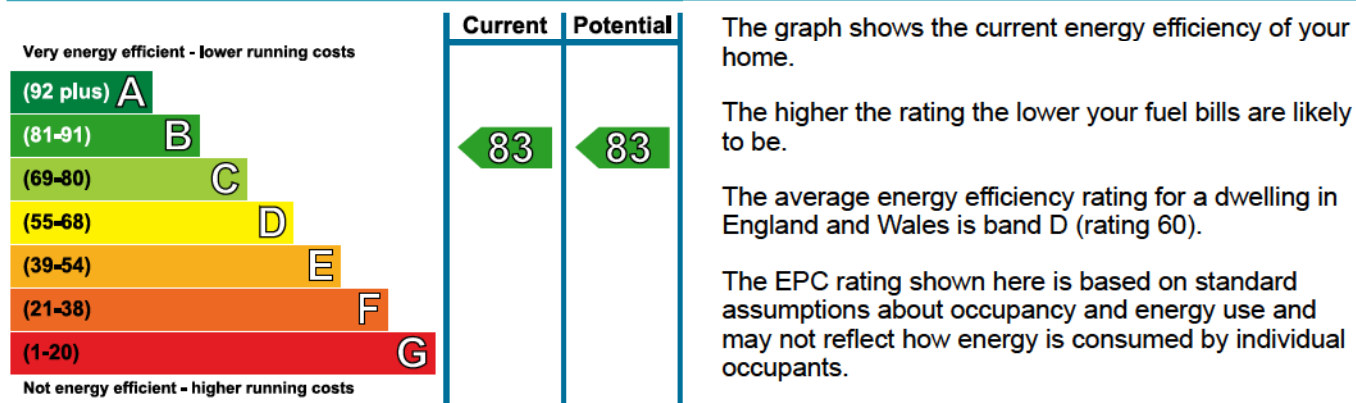 Current Potential
Very energy efficient - lower running costs
(92 plus) A
(81-91) B
83 83
(69-80) C
(55-68) D
(39-54) E
(21-38) F
(1-20) G
Not energy efficient - higher running costs
The graph shows the current energy efficiency of your
home.
The higher the rating the lower your fuel bills are likely
to be.
The average energy efficiency rating for a dwelling in
England and Wales is band D (rating 60).
The EPC rating shown here is based on standard
assumptions about occupancy and energy use and
may not reflect how energy is consumed by individual
occupants.